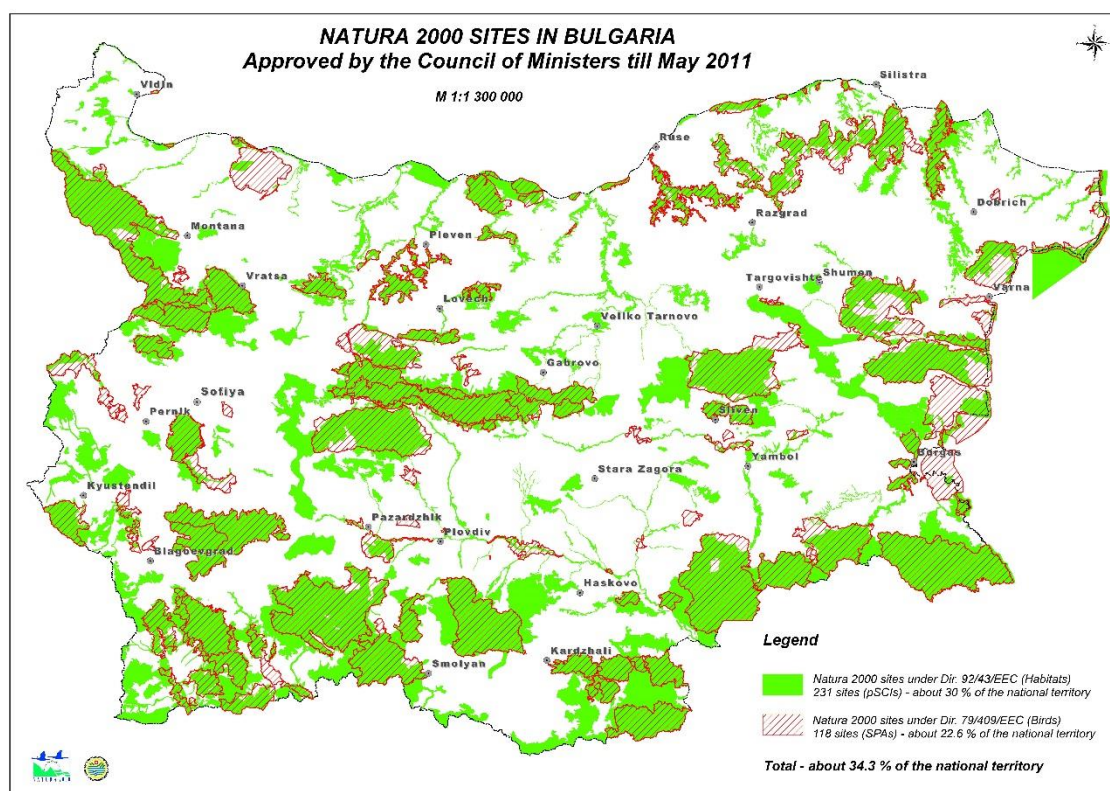 NATURA 2000 SITES IN BULGARIA
Approved by the Council of Ministers till May 2011
M 1:1 300 000
Vidin
Silistra
Ruse
Dobrich
Montana
Pleven
Razgrad
Vratsa
Targovishte
Shumen
Varna
Lovech
Veliko Tarnovo
Gabrovo
Sofiya
Pernik
Sliven
Burgas
Yambol
Stara Zagora
Kyustendil
Pazardzhik
Plovdiv
Blagoevgrad
Haskovo
Kardzhali
Smolyan
Legend
Natura 2000 sites under Dir. 92/43/EEC (Habitats)
231 sites (pSCIs) - about 30 % of the national territory
Natura 2000 sites under Dir. 79/409/EEC (Birds)
118 sites (SPAs) - about 22.6 % of the national territory
Total - about 34.3 % of the national territory